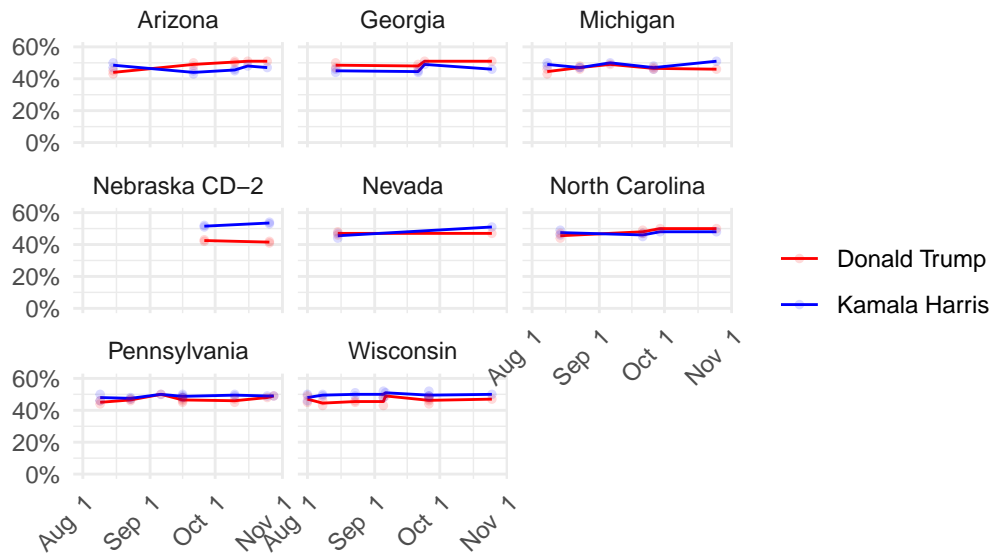 Arizona Georgia Michigan
60%
40%
20%
0%
Nebraska CD−2 Nevada North Carolina
60%
40%
20%
0%
Donald Trump
Kamala Harris
Pennsylvania Wisconsin
Aug 1 Sep 1 Oct 1 Nov 1
60%
40%
20%
0%
Aug 1 Sep 1 Oct 1 Nov 1 Aug 1 Sep 1 Oct 1 Nov 1